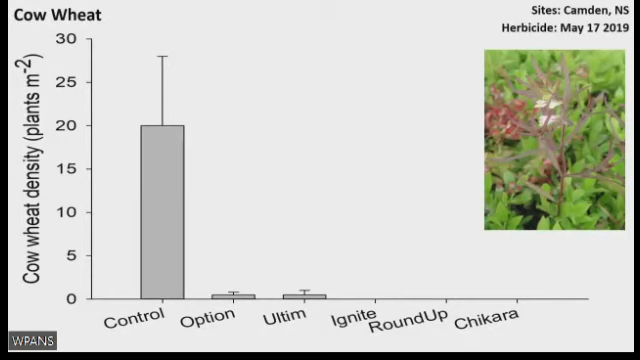 Cow Wheat
Sites: Camden, NS
Herbicide: May 17 2019
Cow wheat density (plants m-2)
30
25
20
15
10
5
0
Control
Option
Ultim
Ignite
RoundUp
Chikara
WPANS